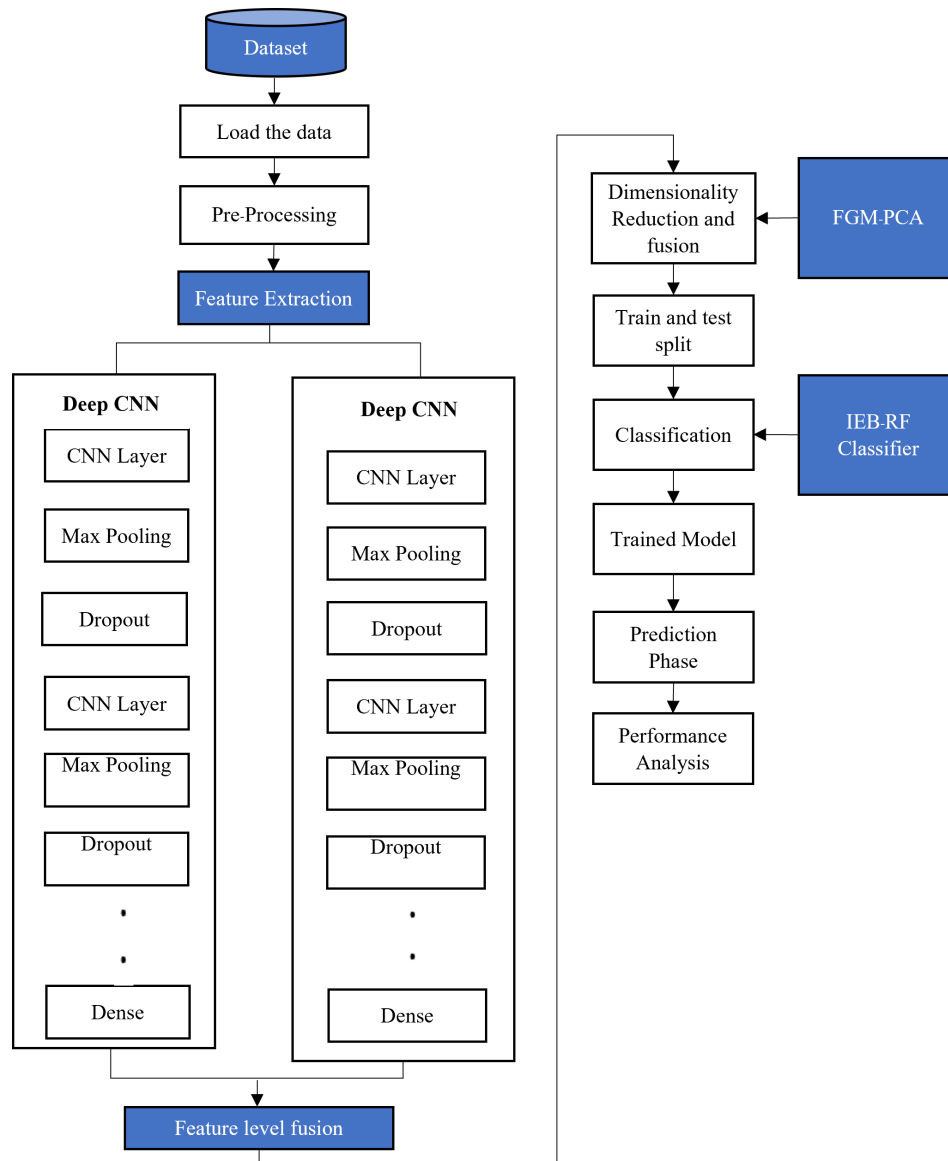 Dataset
Load the data
Pre-Processing
Feature Extraction
Deep CNN
CNN Layer
Max Pooling
Dropout
CNN Layer
Max Pooling
Dropout
Dense
Deep CNN
CNN Layer
Max Pooling
Dropout
CNN Layer
Max Pooling
Dropout
Dense
Feature level fusion
Dimensionality
Reduction and
fusion
FGM-PCA
Train and test
split
Classification
IEB-RF
Classifier
Trained Model
Prediction
Phase
Performance
Analysis